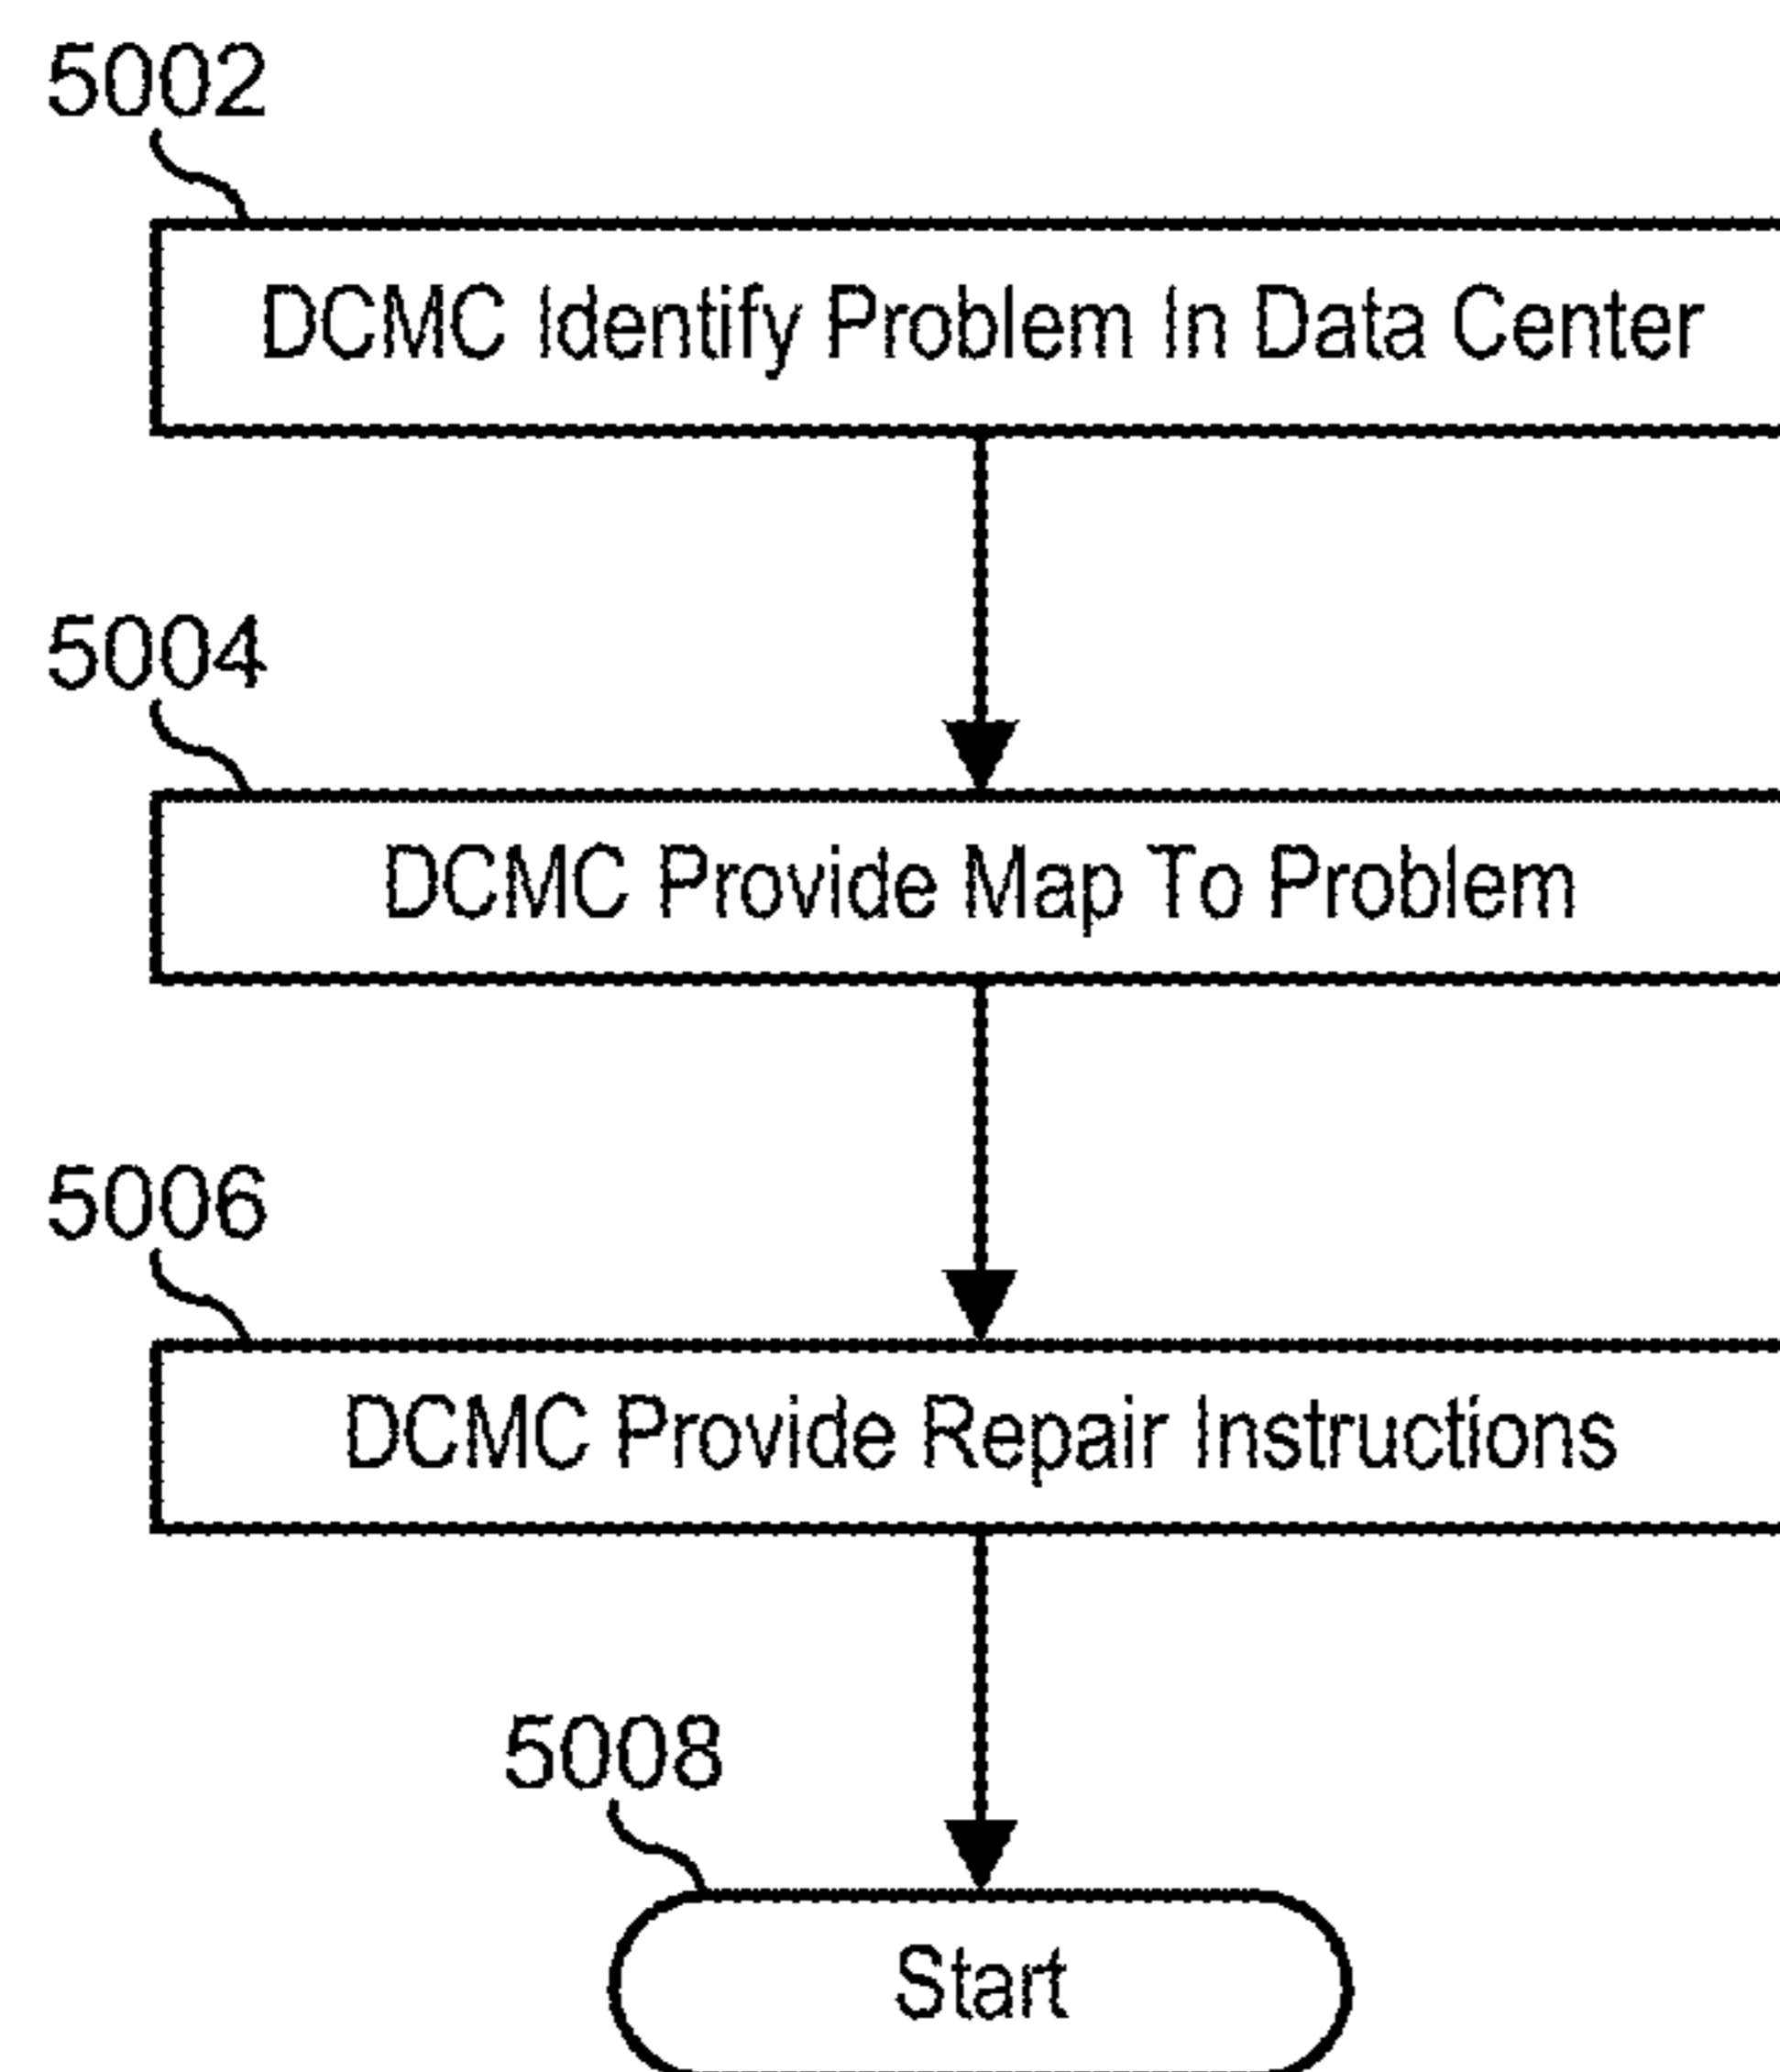 5002
DCMC Identify Problem In Data Center
5004
DCMC Provide Map To Problem
5006
DCMC Provide Repair Instructions
5008
Start